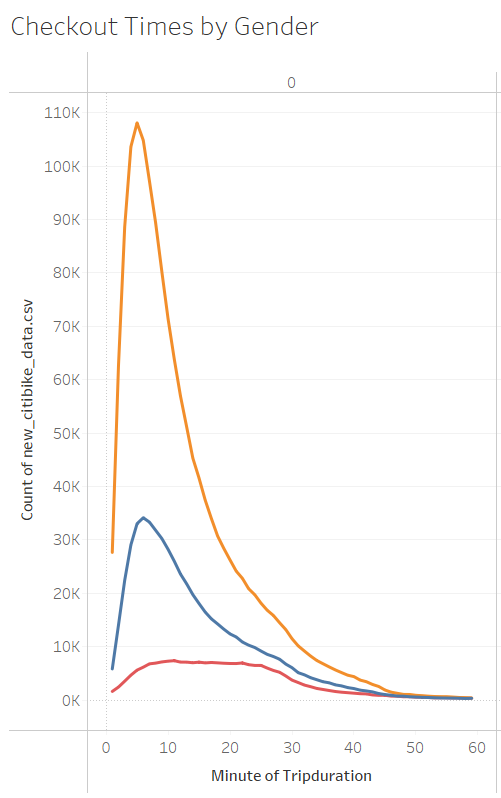 Checkout Times by Gender
0
110K
100K
90K
80K
70K
60K
50K
40K
30K
20K
10K
0K
Count of new_citibike_data.csv
0 10 20 30 40 50 60
Minute of Tripduration